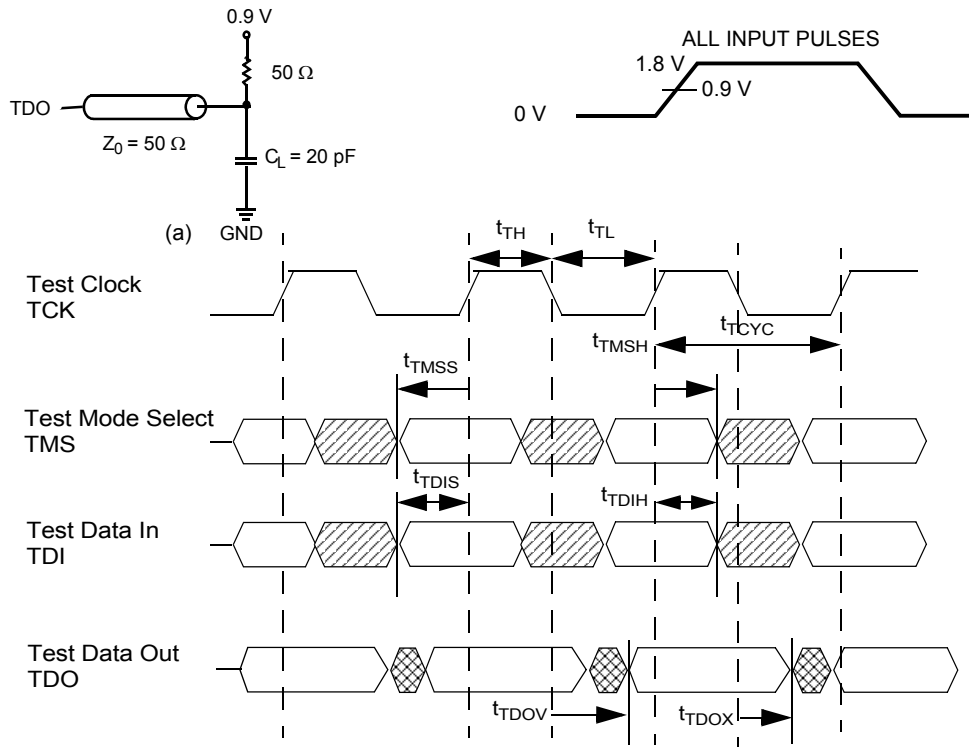 0.9 V
50 Ω
TDO
Z0 = 50 Ω
CL = 20 pF
(a) GND
ALL INPUT PULSES
1.8 V
0.9 V
0 V
tTH
tTL
Test Clock
TCK
tTCYC
tTMSH
tTMSS
Test Mode Select
TMS
tTDIS
tTDIH
Test Data In
TDI
Test Data Out
TDO
tTDOV
tTDOX